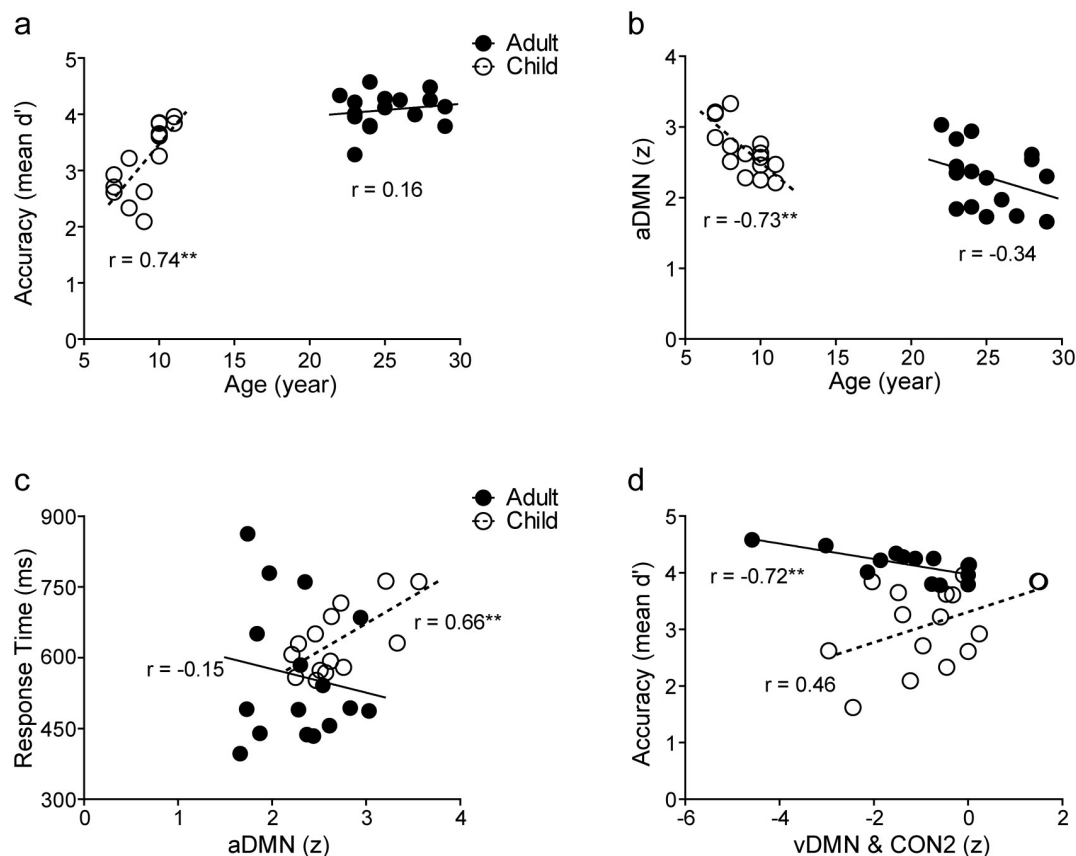 a
Adult
Child
Accuracy (mean d')
5
4
3
2
1
0
r = 0.74**
r = 0.16
5 10 15 20 25 30
Age (year)
b
aDMN (z)
4
3
2
1
0
r = -0.73**
r = -0.34
5 10 15 20 25 30
Age (year)
c
Adult
Child
Response Time (ms)
900
750
600
450
300
r = 0.66**
r = -0.15
0 1 2 3 4
aDMN (z)
d
Accuracy (mean d')
5
4
3
2
1
0
r = -0.72**
r = 0.46
-6 -4 -2 0 2
vDMN & CON2 (z)